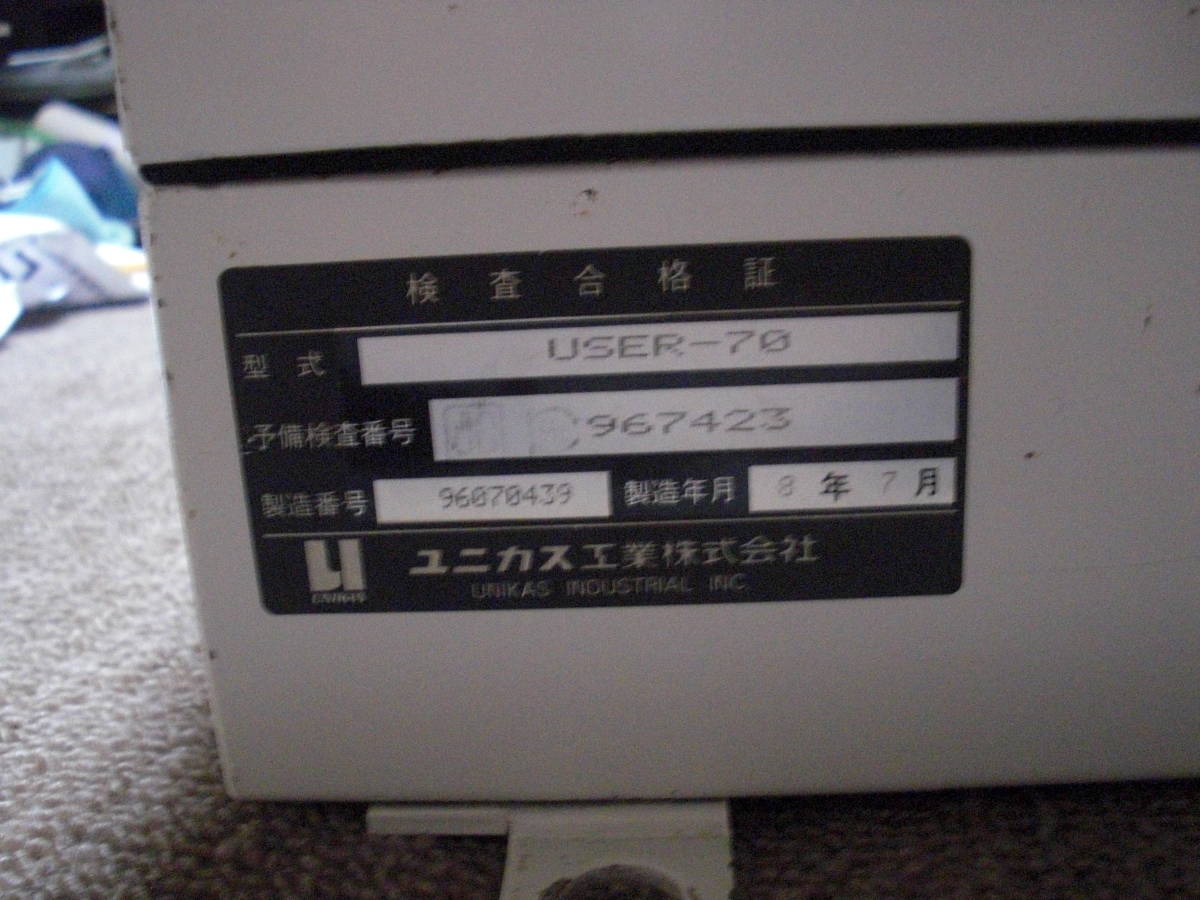 検査合格証
型式 USER-70
予備検査番号 967423
製造番号 96070439 製造年月 8年7月
ユニカス工業株式会社
UNIKAS INDUSTRIAL INC.
UNIKAS